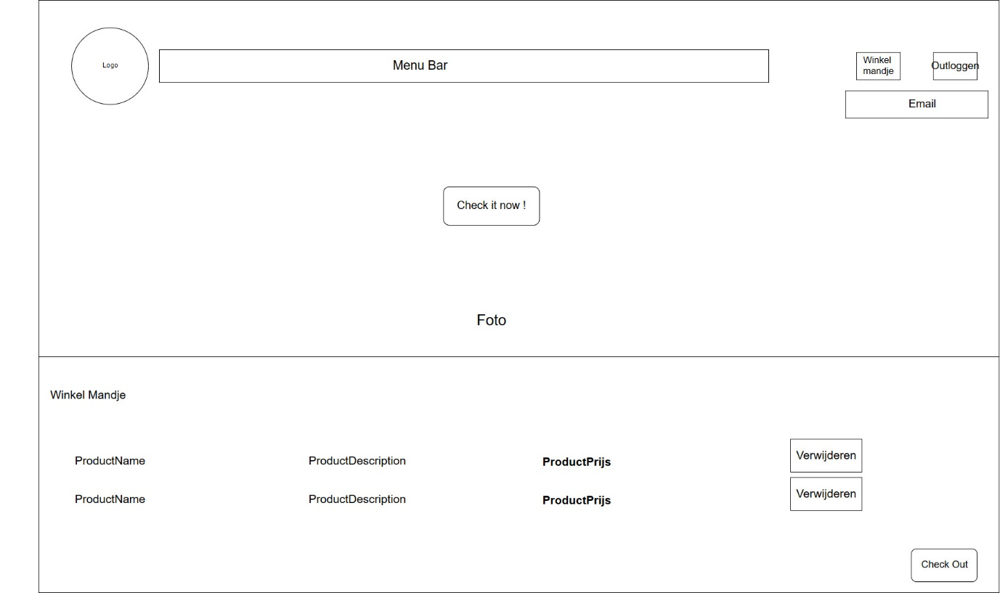 Logo
Menu Bar
Winkel
mandje
Outloggen
Email
Check it now !
Foto
Winkel Mandje
ProductName ProductDescription ProductPrijs Verwijderen
ProductName ProductDescription ProductPrijs Verwijderen
Check Out